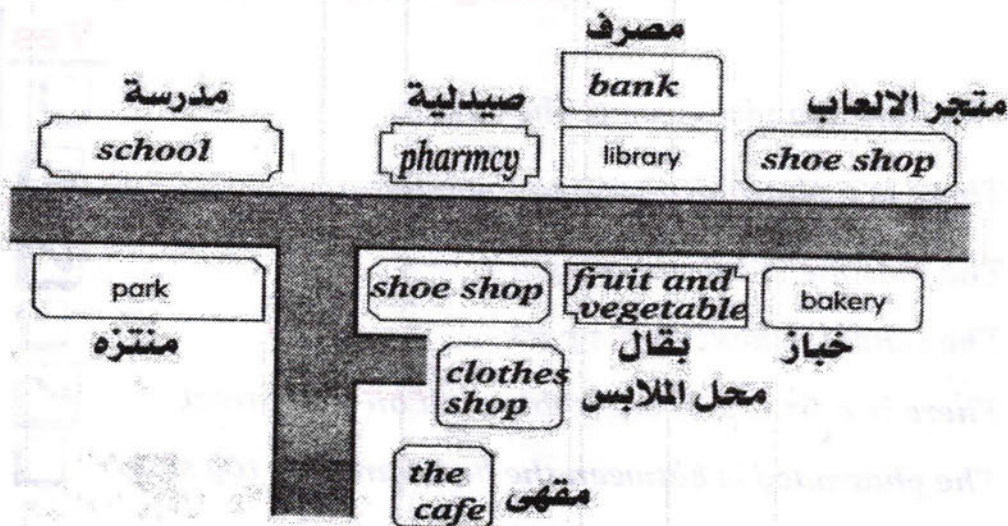 مصرف
bank
مدرسة
صيدلية
متجر الالعاب
school
pharmcy
library
shoe shop
park
shoe shop
fruit and
vegetable
bakery
منتزه
بقال
خباز
clothes
shop
محل الملابس
the
cafe
مقهى